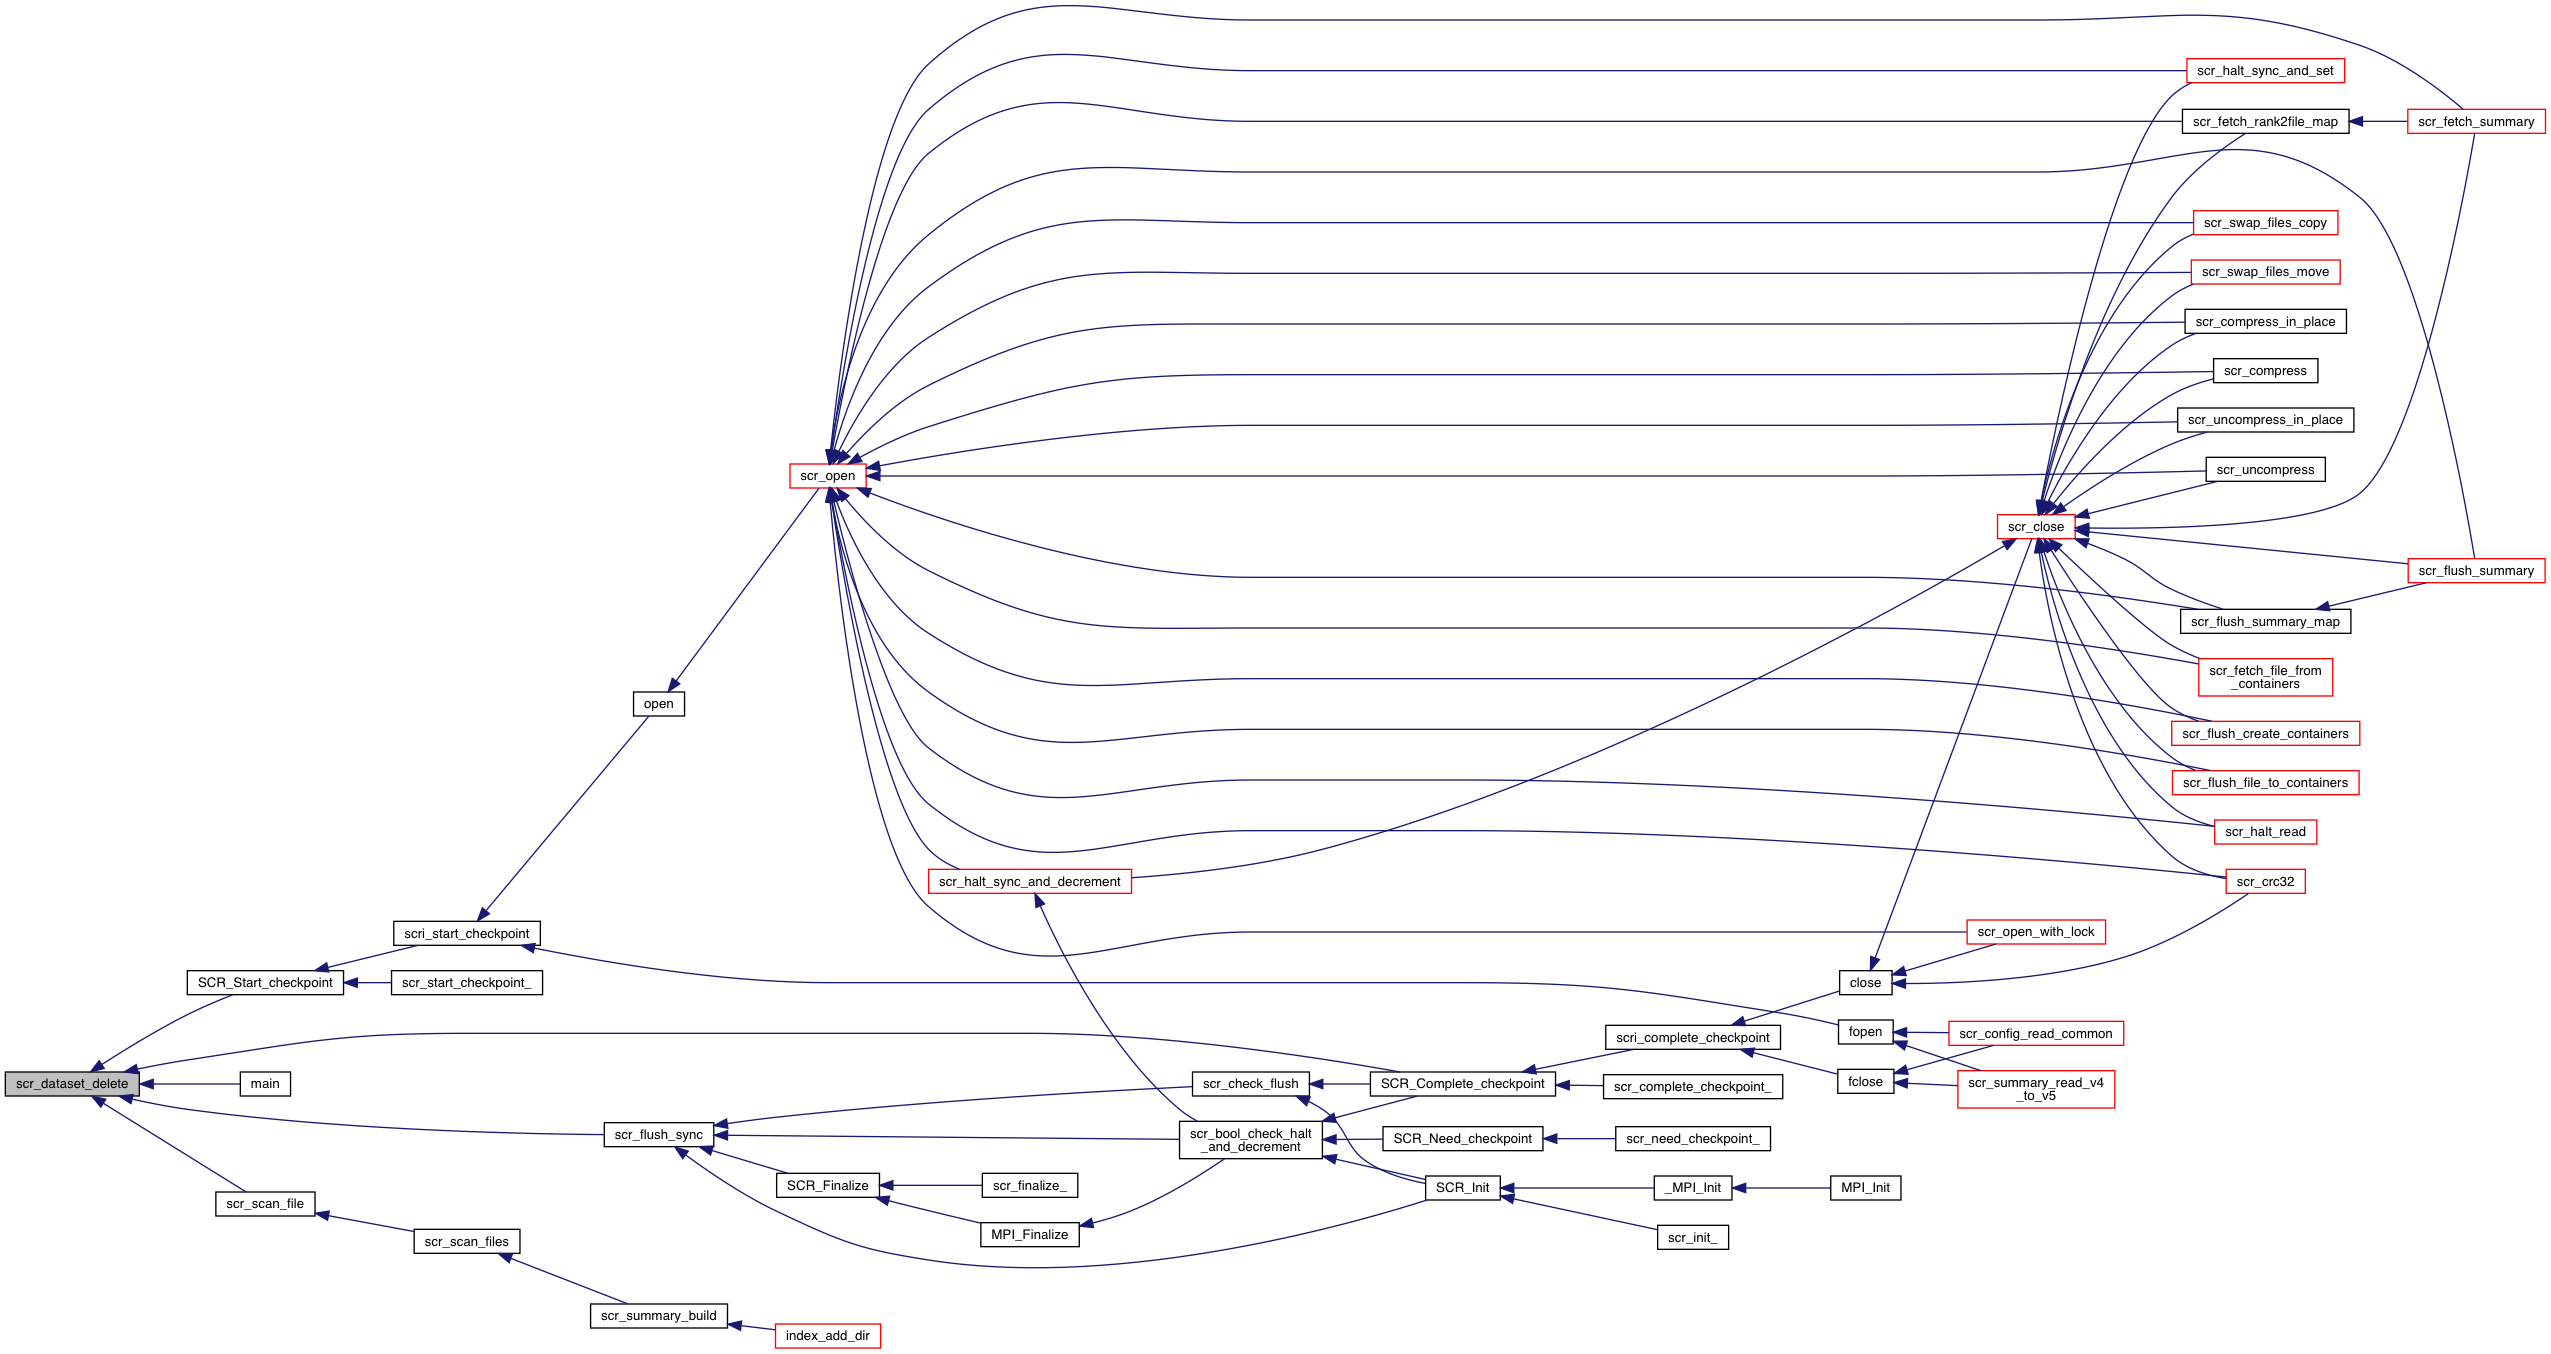 scr_halt_sync_and_set
scr_fetch_rank2file_map
scr_fetch_summary
scr_swap_files_copy
scr_swap_files_move
scr_compress_in_place
scr_compress
scr_uncompress_in_place
scr_uncompress
scr_open
scr_close
scr_flush_summary
scr_flush_summary_map
scr_fetch_file_from
_containers
open
scr_flush_create_containers
scr_flush_file_to_containers
scr_halt_read
scr_halt_sync_and_decrement
scr_crc32
scri_start_checkpoint
scr_open_with_lock
SCR_Start_checkpoint
scr_start_checkpoint_
close
fopen
scr_config_read_common
scri_complete_checkpoint
scr_dataset_delete
main
scr_check_flush
SCR_Complete_checkpoint
scr_complete_checkpoint_
fclose
scr_summary_read_v4
_to_v5
scr_flush_sync
scr_bool_check_halt
_and_decrement
SCR_Need_checkpoint
scr_need_checkpoint_
SCR_Finalize
scr_finalize_
SCR_Init
_MPI_Init
MPI_Init
scr_scan_file
MPI_Finalize
scr_init_
scr_scan_files
scr_summary_build
index_add_dir